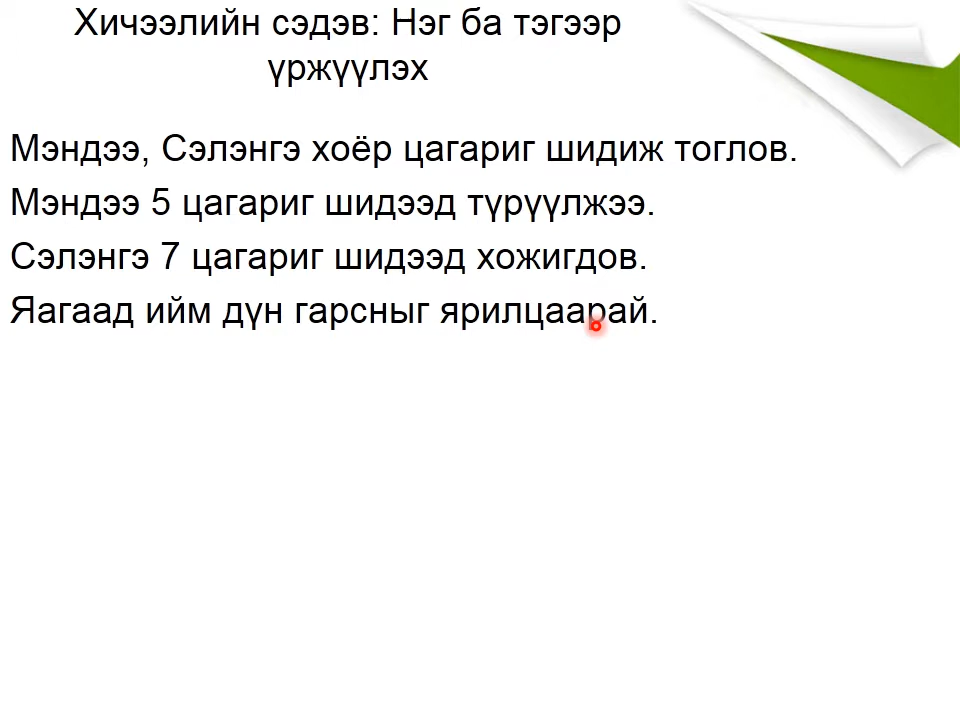 Хичээлийн сэдэв: Нэг ба тэгээр
үржүүлэх
Мэндээ, Сэлэнгэ хоёр цагариг шидиж тоглов.
Мэндээ 5 цагариг шидээд түрүүлжээ.
Сэлэнгэ 7 цагариг шидээд хожигдов.
Яагаад ийм дүн гарсныг ярилцаарай.